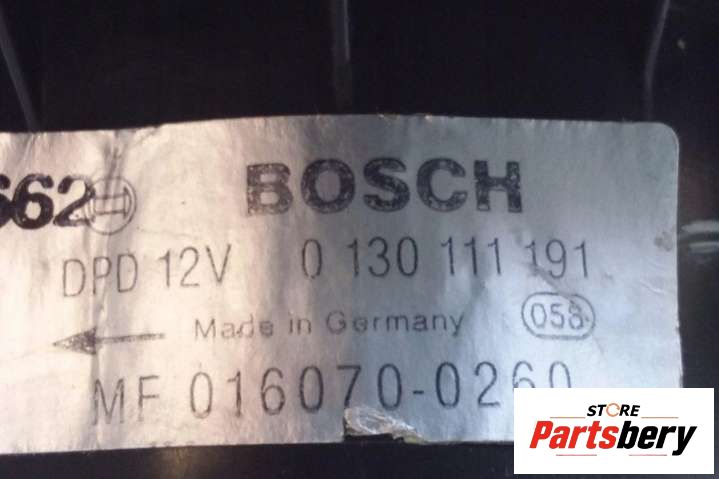 662 BOSCH
DPD 12V 0 130 111 191
Made in Germany 058
MF 016070-0260
STORE
Partsbery